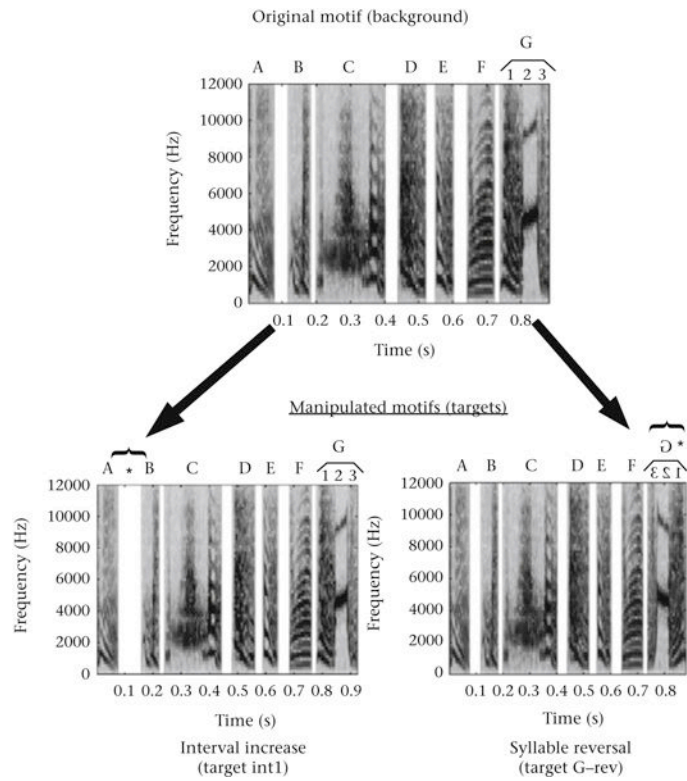 Original motif (background)
G
A B C D E F 1 2 3
12000
10000
8000
6000
4000
2000
0
Frequency (Hz)
0.1 0.2 0.3 0.4 0.5 0.6 0.7 0.8
Time (s)
Manipulated motifs (targets)
G
A * B C D E F 1 2 3
12000
10000
8000
6000
4000
2000
0
Frequency (Hz)
0.1 0.2 0.3 0.4 0.5 0.6 0.7 0.8 0.9
Time (s)
Interval increase
(target int1)
G *
A B C D E F 3 2 1
12000
10000
8000
6000
4000
2000
0
Frequency (Hz)
0.1 0.2 0.3 0.4 0.5 0.6 0.7 0.8
Time (s)
Syllable reversal
(target G–rev)